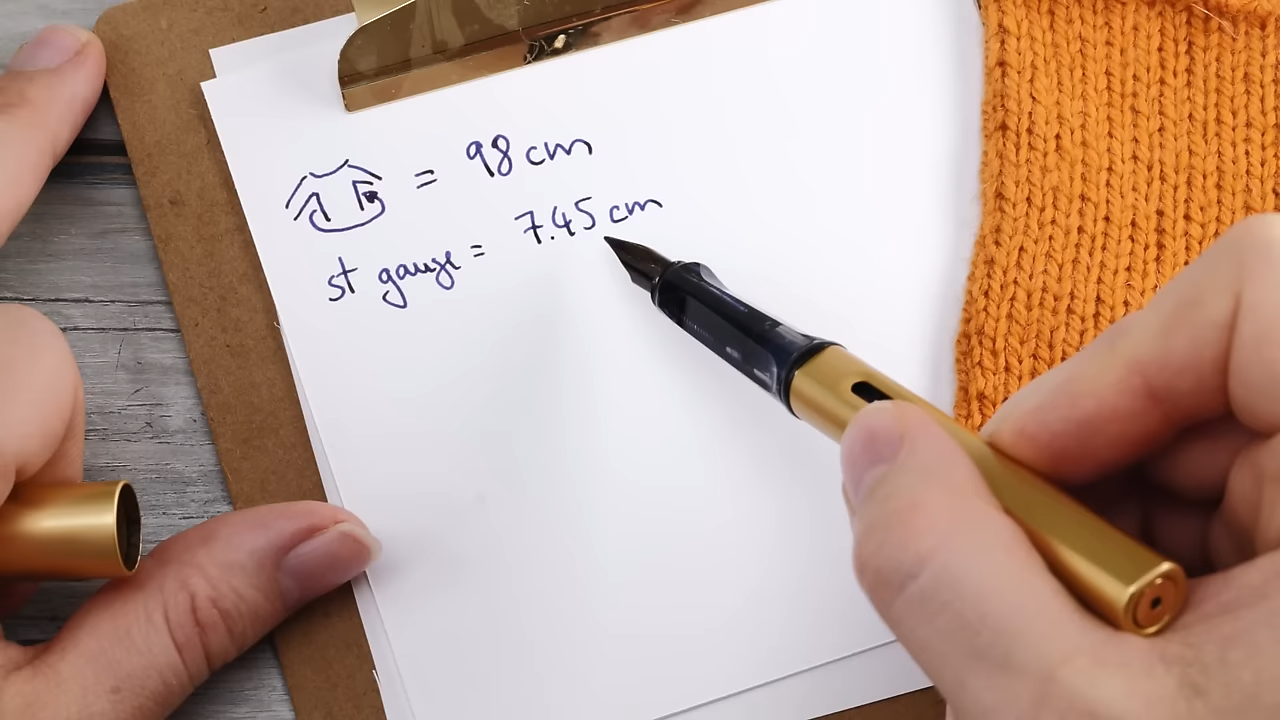 = 98 cm
st gauge = 7.45 cm